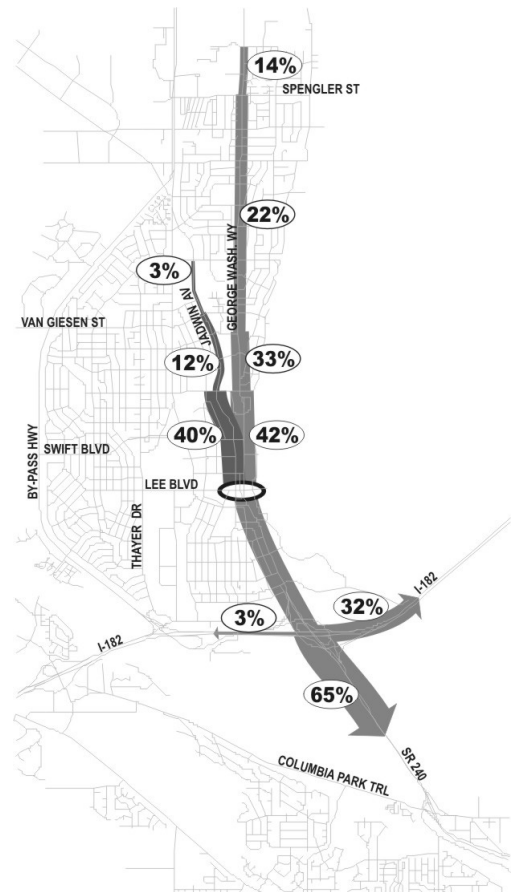 14%
SPENGLER ST
22%
GEORGE WASH. WY
3%
JADWIN AV
VAN GIESEN ST
12%
33%
40%
42%
SWIFT BLVD
BY-PASS HWY
LEE BLVD
THAYER DR
I-182
32%
3%
I-182
65%
SR 240
COLUMBIA PARK TRL